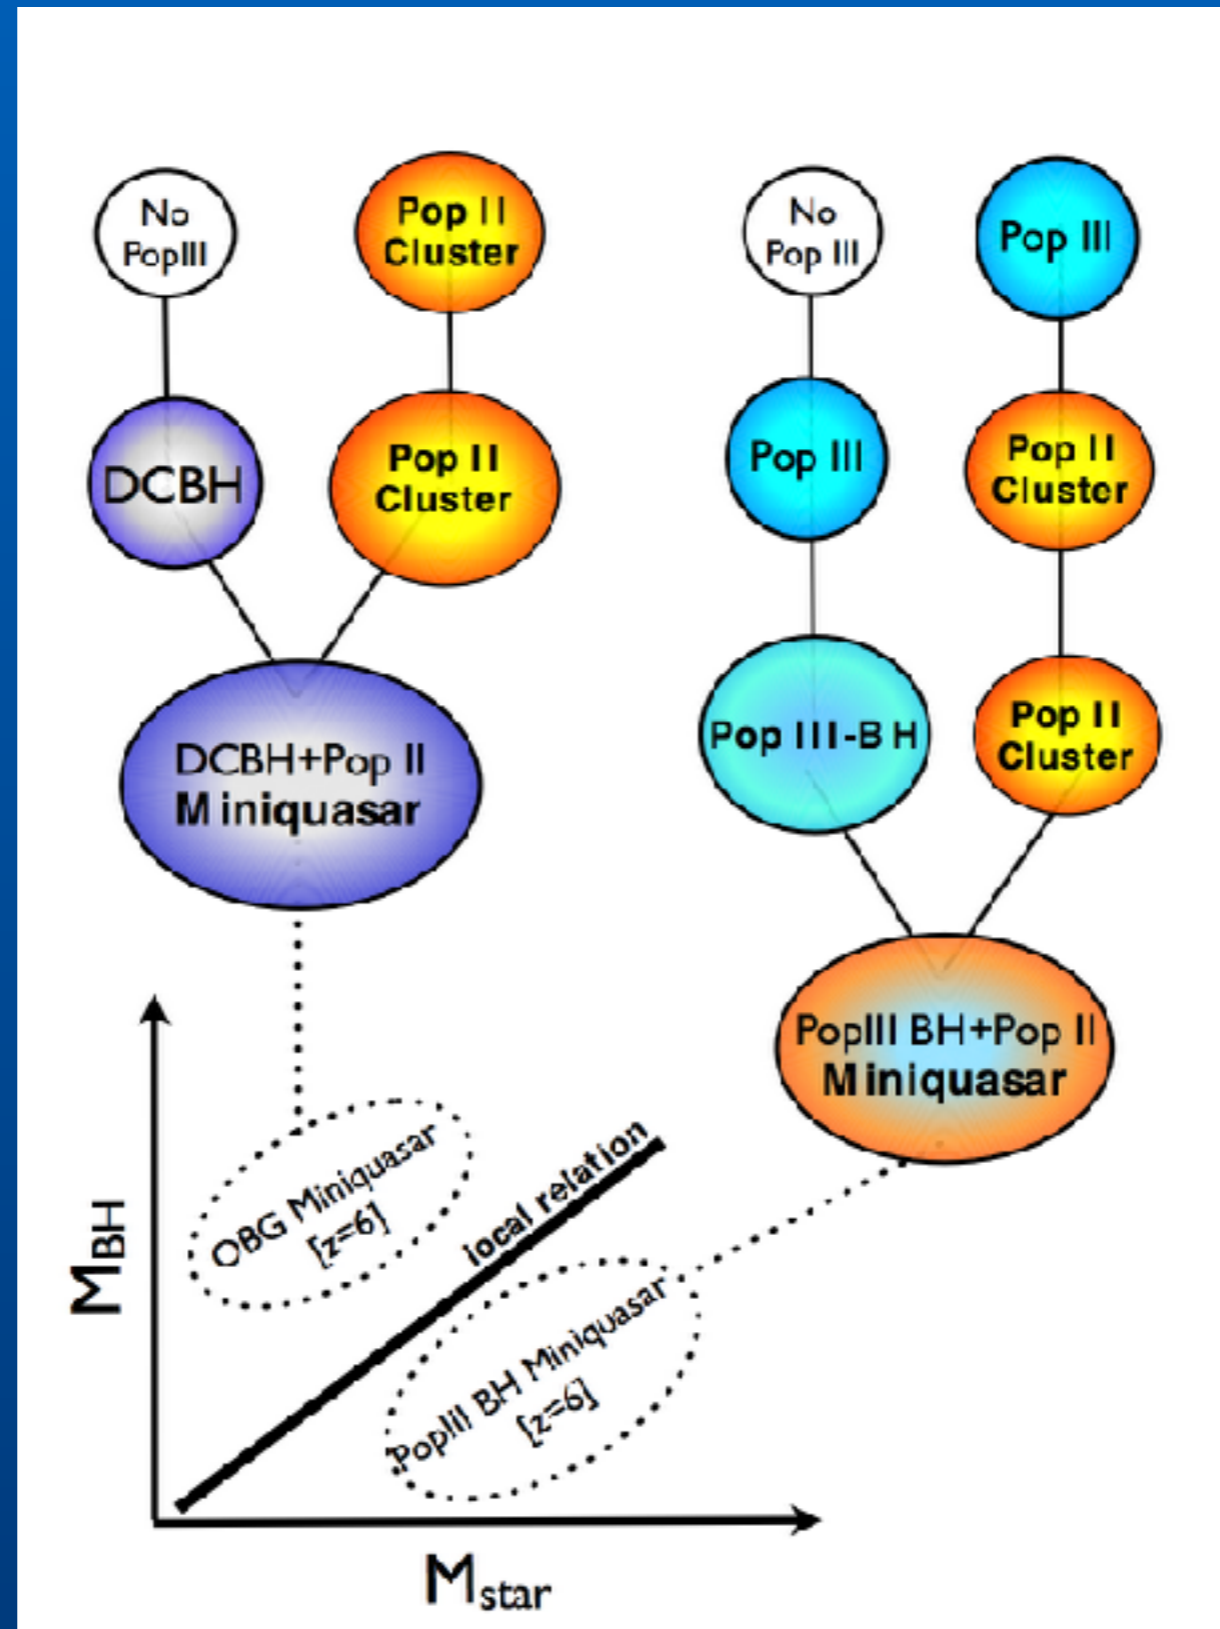 No
PopIII
Pop II
Cluster
No
Pop III
Pop III
DCBH
Pop II
Cluster
Pop III
Pop II
Cluster
DCBH+Pop II
Miniquasar
Pop III-BH
Pop II
Cluster
PopIII BH+Pop II
Miniquasar
MBH
OBG Miniquasar
[z=6]
local relation
PopIII BH Miniquasar
[z=6]
Mstar